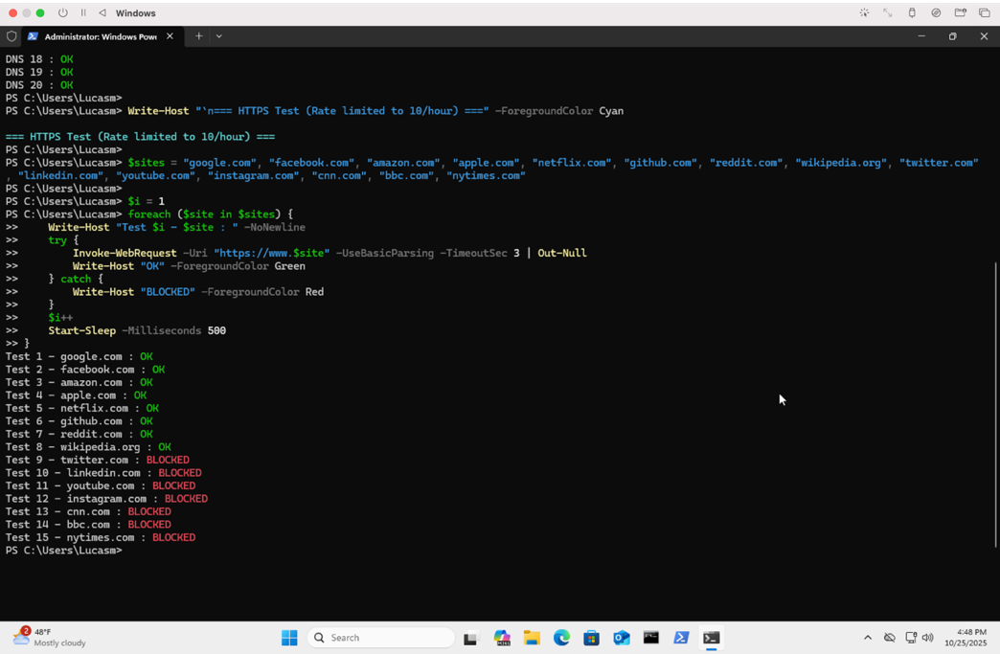 Windows
Administrator: Windows Pow
DNS 18 : OK
DNS 19 : OK
DNS 20 : OK
PS C:\Users\Lucasm>
PS C:\Users\Lucasm> Write-Host "`n=== HTTPS Test (Rate limited to 10/hour) ===" -ForegroundColor Cyan
=== HTTPS Test (Rate limited to 10/hour) ===
PS C:\Users\Lucasm>
PS C:\Users\Lucasm> $sites = "google.com", "facebook.com", "amazon.com", "apple.com", "netflix.com", "github.com", "reddit.com", "wikipedia.org", "twitter.com"
, "linkedin.com", "youtube.com", "instagram.com", "cnn.com", "bbc.com", "nytimes.com"
PS C:\Users\Lucasm>
PS C:\Users\Lucasm> $i = 1
PS C:\Users\Lucasm> foreach ($site in $sites) {
>>     Write-Host "Test $i - $site : " -NoNewline
>>     try {
>>         Invoke-WebRequest -Uri "https://www.$site" -UseBasicParsing -TimeoutSec 3 | Out-Null
>>         Write-Host "OK" -ForegroundColor Green
>>     } catch {
>>         Write-Host "BLOCKED" -ForegroundColor Red
>>     }
>>     $i++
>>     Start-Sleep -Milliseconds 500
>> }
Test 1 - google.com : OK
Test 2 - facebook.com : OK
Test 3 - amazon.com : OK
Test 4 - apple.com : OK
Test 5 - netflix.com : OK
Test 6 - github.com : OK
Test 7 - reddit.com : OK
Test 8 - wikipedia.org : OK
Test 9 - twitter.com : BLOCKED
Test 10 - linkedin.com : BLOCKED
Test 11 - youtube.com : BLOCKED
Test 12 - instagram.com : BLOCKED
Test 13 - cnn.com : BLOCKED
Test 14 - bbc.com : BLOCKED
Test 15 - nytimes.com : BLOCKED
PS C:\Users\Lucasm>
2
48°F
Mostly cloudy
Search
4:48 PM
10/25/2025